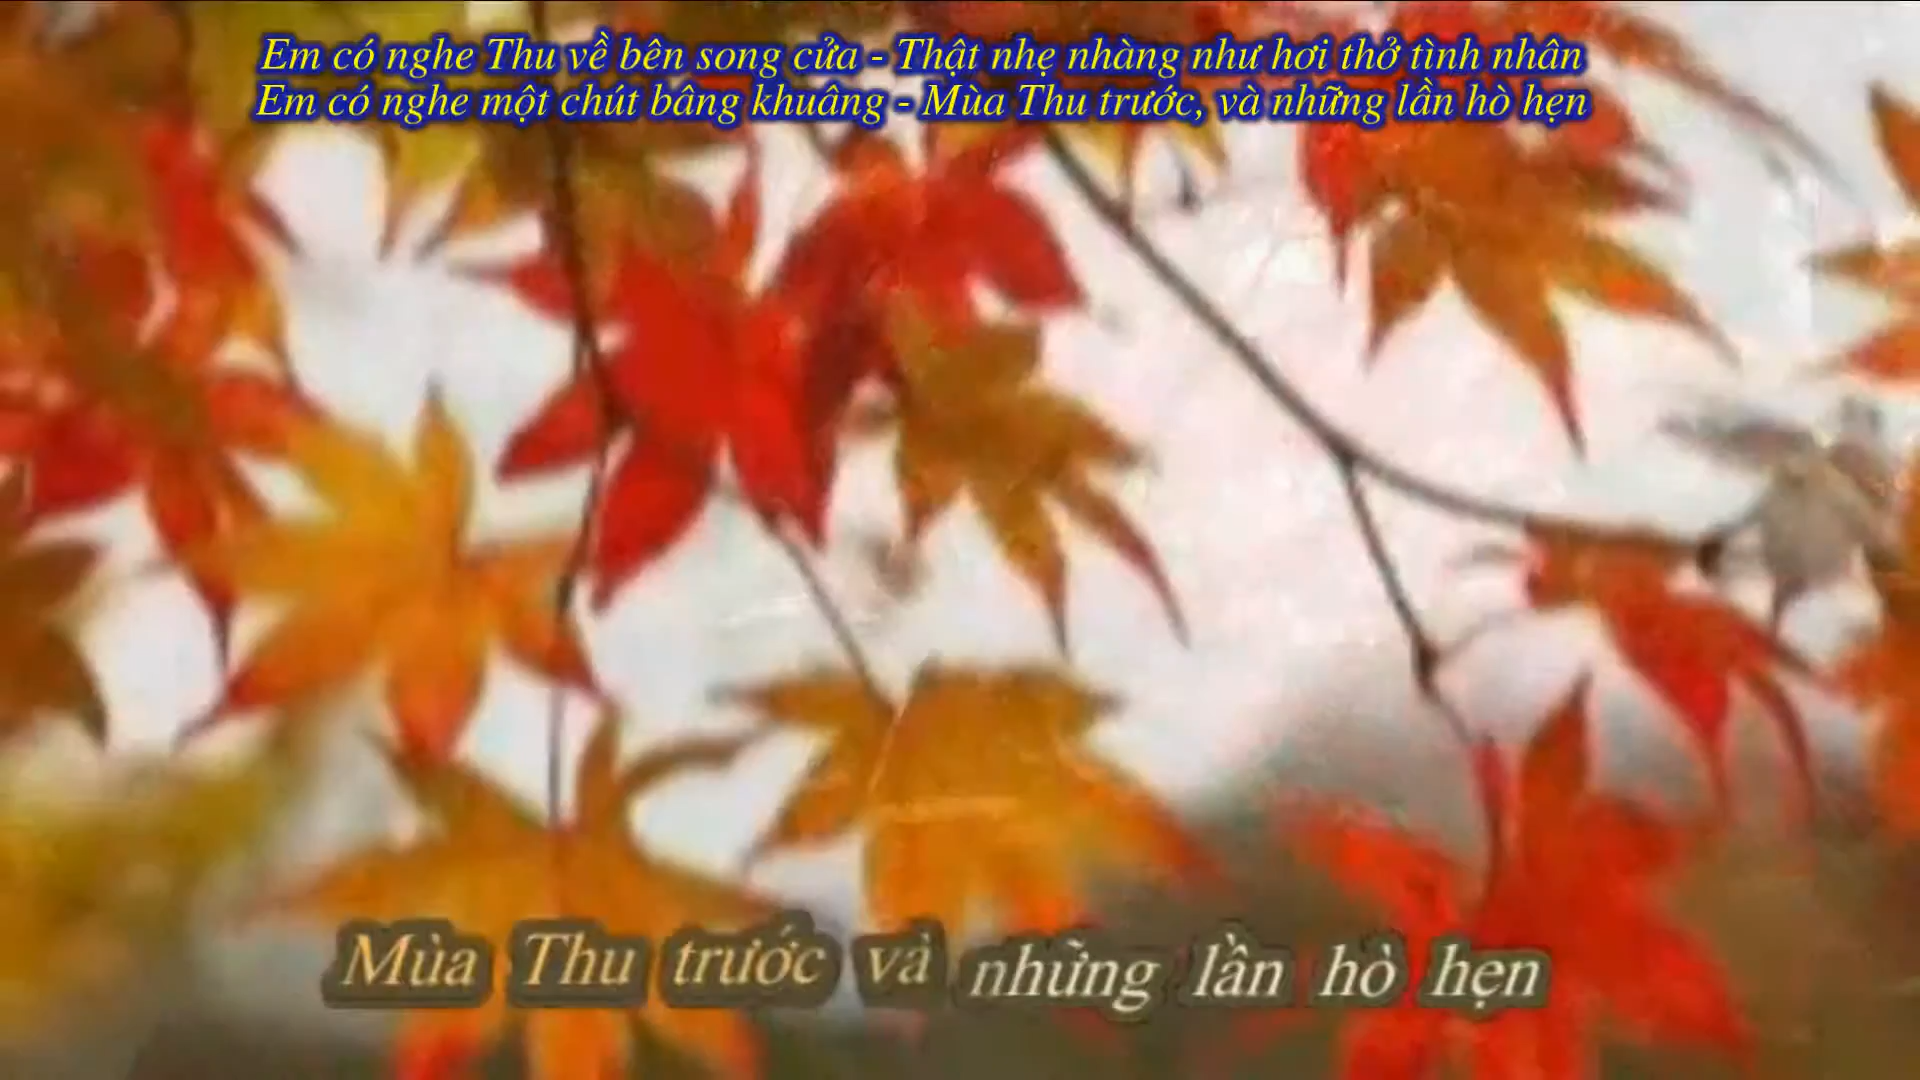 Em có nghe Thu về bên song cửa - Thật nhẹ nhàng như hơi thở tình nhân
Em có nghe một chút bâng khuâng - Mùa Thu trước, và những lần hò hẹn
Mùa Thu trước và những lần hò hẹn